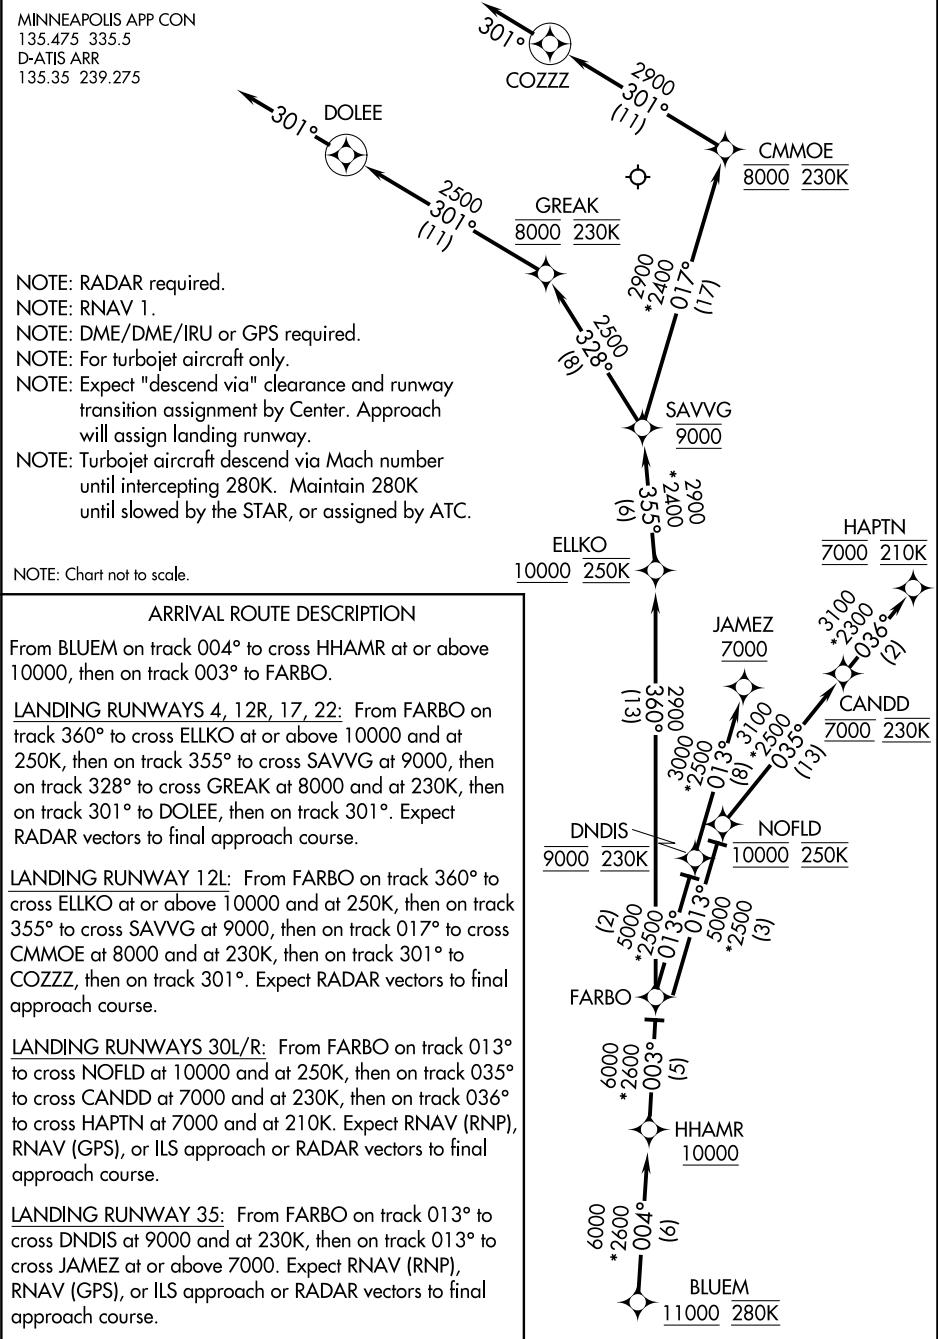 MINNEAPOLIS APP CON
135.475 335.5
D-ATIS ARR
135.35 239.275
301°
COZZZ
2900
301°
(11)
CMMOE
8000 230K
DOLEE
301°
2500
301°
(11)
GREAK
8000 230K
2900
*2400
017°
(17)
2500
328°
(8)
SAVVG
9000
NOTE: RADAR required.
NOTE: RNAV 1.
NOTE: DME/DME/IRU or GPS required.
NOTE: For turbojet aircraft only.
NOTE: Expect "descend via" clearance and runway
transition assignment by Center. Approach
will assign landing runway.
NOTE: Turbojet aircraft descend via Mach number
until intercepting 280K. Maintain 280K
until slowed by the STAR, or assigned by ATC.
NOTE: Chart not to scale.
2900
*2400
355°
(6)
ELLKO
10000 250K
HAPTN
7000 210K
3100
*2300
036°
(2)
JAMEZ
7000
CANDD
7000 230K
2900
360°
(13)
3000
*2500
013°
(8)
3100
*2500
035°
(13)
DNDIS
9000 230K
NOFLD
10000 250K
(2)
5000
*2500
013°
013°
5000
*2500
(3)
FARBO
6000
*2600
003°
(5)
HHAMR
10000
6000
*2600
004°
(6)
BLUEM
11000 280K
ARRIVAL ROUTE DESCRIPTION
From BLUEM on track 004° to cross HHAMR at or above
10000, then on track 003° to FARBO.
LANDING RUNWAYS 4, 12R, 17, 22: From FARBO on
track 360° to cross ELLKO at or above 10000 and at
250K, then on track 355° to cross SAVVG at 9000, then
on track 328° to cross GREAK at 8000 and at 230K, then
on track 301° to DOLEE, then on track 301°. Expect
RADAR vectors to final approach course.
LANDING RUNWAY 12L: From FARBO on track 360° to
cross ELLKO at or above 10000 and at 250K, then on track
355° to cross SAVVG at 9000, then on track 017° to cross
CMMOE at 8000 and at 230K, then on track 301° to
COZZZ, then on track 301°. Expect RADAR vectors to final
approach course.
LANDING RUNWAYS 30L/R: From FARBO on track 013°
to cross NOFLD at 10000 and at 250K, then on track 035°
to cross CANDD at 7000 and at 230K, then on track 036°
to cross HAPTN at 7000 and at 210K. Expect RNAV (RNP),
RNAV (GPS), or ILS approach or RADAR vectors to final
approach course.
LANDING RUNWAY 35: From FARBO on track 013° to
cross DNDIS at 9000 and at 230K, then on track 013° to
cross JAMEZ at or above 7000. Expect RNAV (RNP),
RNAV (GPS), or ILS approach or RADAR vectors to final
approach course.